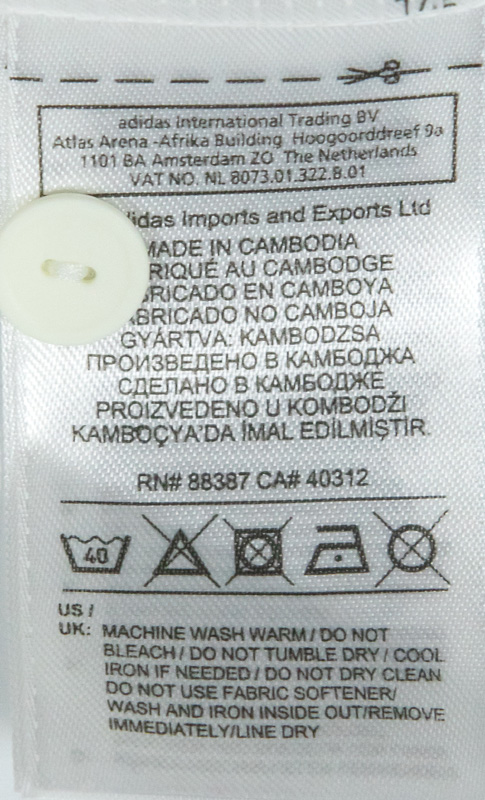 adidas International Trading BV
Atlas Arena -Afrika Building Hoogoorddreef 9a
1101 BA Amsterdam ZO The Netherlands
VAT NO. NL 8073.01.322.B.01
didas Imports and Exports Ltd
MADE IN CAMBODIA
RIQUÉ AU CAMBODGE
BRICADO EN CAMBOYA
ABRICADO NO CAMBOJA
GYÁRTVA: KAMBODZSA
ПРОИЗВЕДЕНО В КАМБОДЖА
СДЕЛАНО В КАМБОДЖЕ
PROIZVEDENO U KOMBODŽI
KAMBOÇYA'DA İMAL EDİLMİŞTİR.
RN# 88387 CA# 40312
40
US /
UK: MACHINE WASH WARM / DO NOT
BLEACH / DO NOT TUMBLE DRY / COOL
IRON IF NEEDED / DO NOT DRY CLEAN
DO NOT USE FABRIC SOFTENER/
WASH AND IRON INSIDE OUT/REMOVE
IMMEDIATELY/LINE DRY